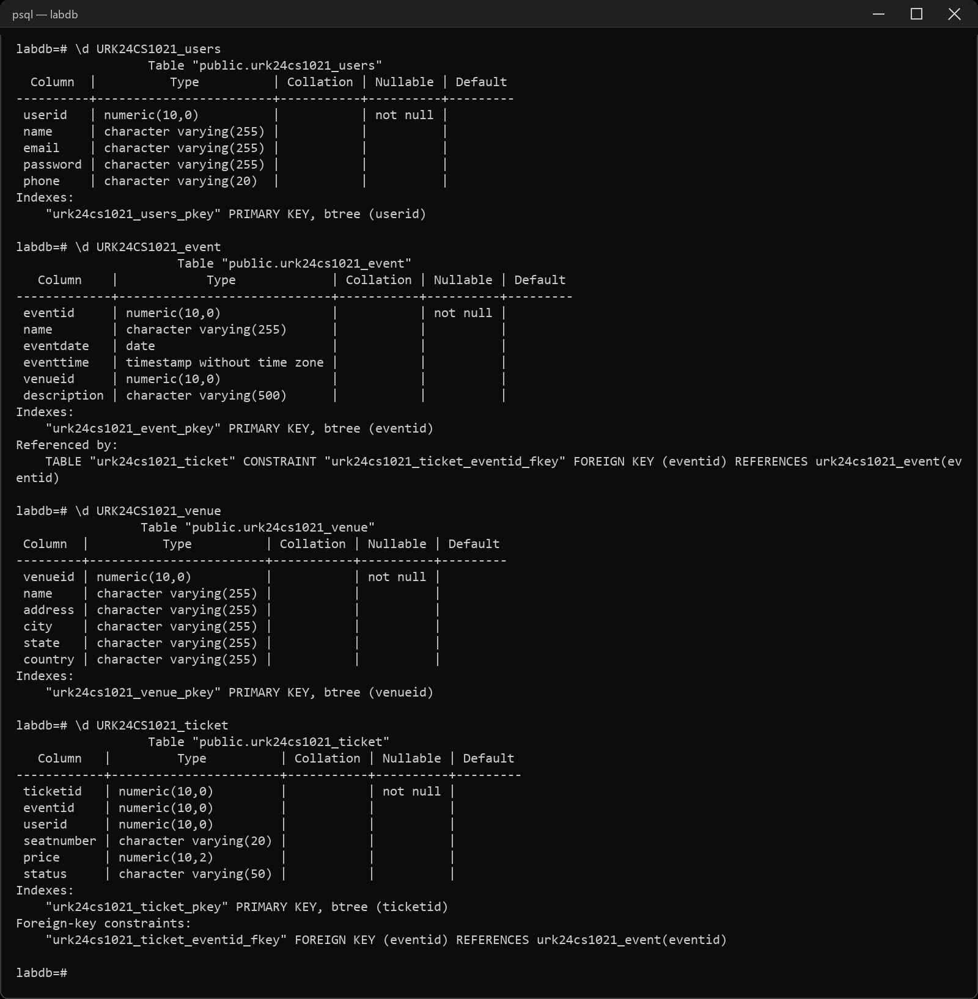 psql — labdb
labdb=# \d URK24CS1021_users
                  Table "public.urk24cs1021_users"
  Column  |          Type          | Collation | Nullable | Default
----------+------------------------+-----------+----------+---------
 userid   | numeric(10,0)          |           | not null |
 name     | character varying(255) |           |          |
 email    | character varying(255) |           |          |
 password | character varying(255) |           |          |
 phone    | character varying(20)  |           |          |
Indexes:
    "urk24cs1021_users_pkey" PRIMARY KEY, btree (userid)

labdb=# \d URK24CS1021_event
                      Table "public.urk24cs1021_event"
   Column    |            Type             | Collation | Nullable | Default
-------------+-----------------------------+-----------+----------+---------
 eventid     | numeric(10,0)               |           | not null |
 name        | character varying(255)      |           |          |
 eventdate   | date                        |           |          |
 eventtime   | timestamp without time zone |           |          |
 venueid     | numeric(10,0)               |           |          |
 description | character varying(500)      |           |          |
Indexes:
    "urk24cs1021_event_pkey" PRIMARY KEY, btree (eventid)
Referenced by:
    TABLE "urk24cs1021_ticket" CONSTRAINT "urk24cs1021_ticket_eventid_fkey" FOREIGN KEY (eventid) REFERENCES urk24cs1021_event(ev
entid)

labdb=# \d URK24CS1021_venue
                 Table "public.urk24cs1021_venue"
 Column  |          Type          | Collation | Nullable | Default
---------+------------------------+-----------+----------+---------
 venueid | numeric(10,0)          |           | not null |
 name    | character varying(255) |           |          |
 address | character varying(255) |           |          |
 city    | character varying(255) |           |          |
 state   | character varying(255) |           |          |
 country | character varying(255) |           |          |
Indexes:
    "urk24cs1021_venue_pkey" PRIMARY KEY, btree (venueid)

labdb=# \d URK24CS1021_ticket
                  Table "public.urk24cs1021_ticket"
   Column   |         Type          | Collation | Nullable | Default
------------+-----------------------+-----------+----------+---------
 ticketid   | numeric(10,0)         |           | not null |
 eventid    | numeric(10,0)         |           |          |
 userid     | numeric(10,0)         |           |          |
 seatnumber | character varying(20) |           |          |
 price      | numeric(10,2)         |           |          |
 status     | character varying(50) |           |          |
Indexes:
    "urk24cs1021_ticket_pkey" PRIMARY KEY, btree (ticketid)
Foreign-key constraints:
    "urk24cs1021_ticket_eventid_fkey" FOREIGN KEY (eventid) REFERENCES urk24cs1021_event(eventid)

labdb=#